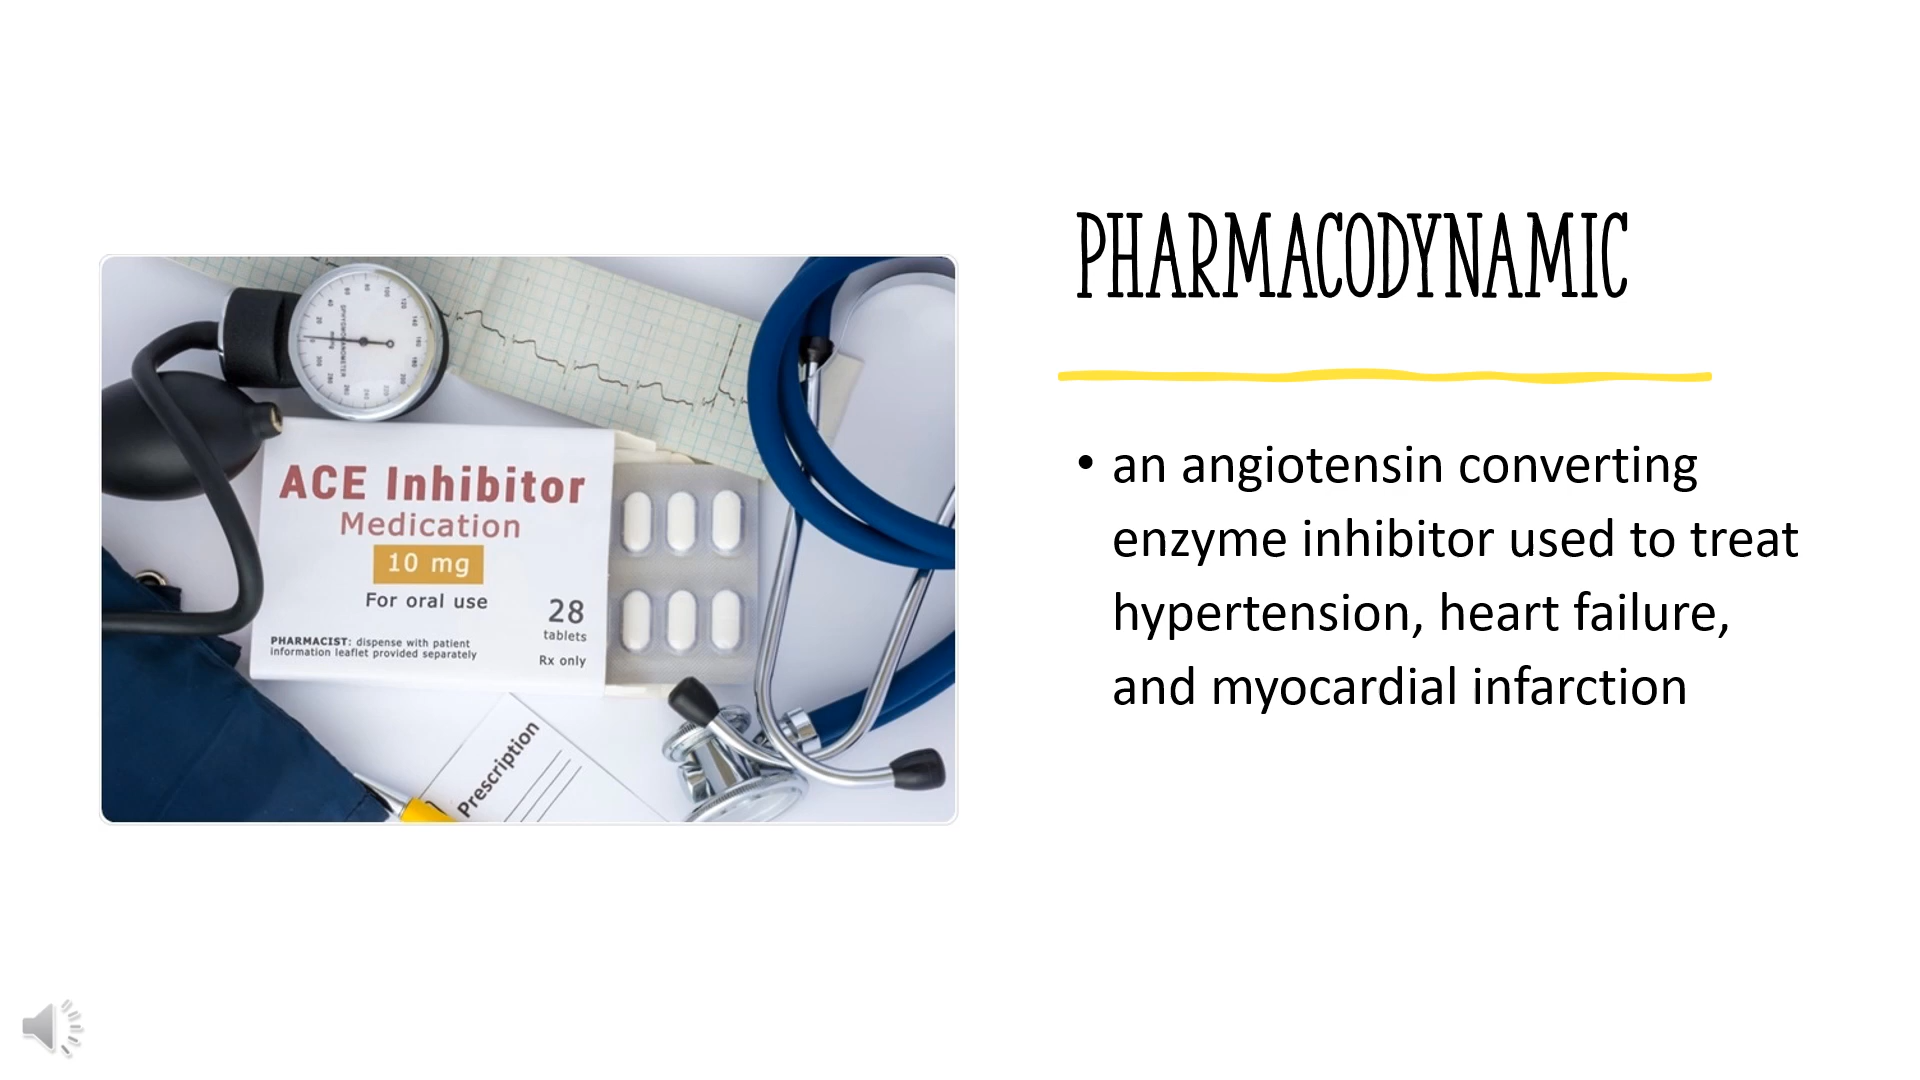 PHARMACODYNAMIC
• an angiotensin converting
enzyme inhibitor used to treat
hypertension, heart failure,
and myocardial infarction
ACE Inhibitor
Medication
10 mg
For oral use
28
tablets
PHARMACIST: dispense with patient
information leaflet provided separately
Rx only
Prescription